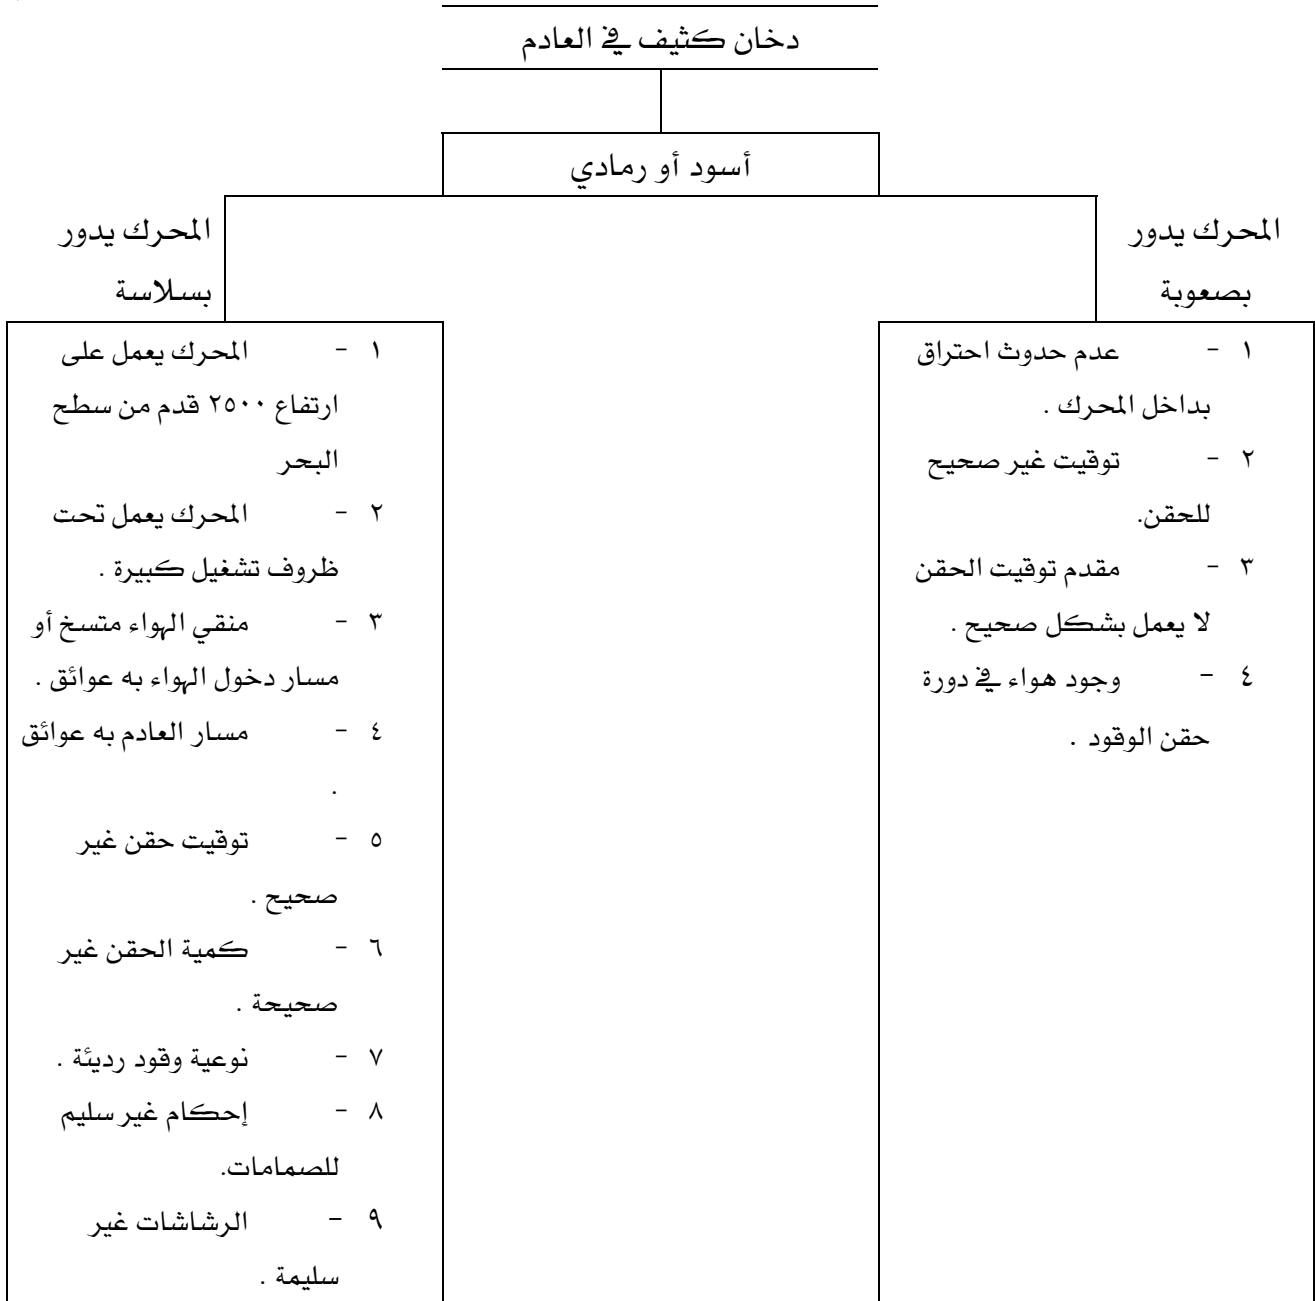 دخان كثيف في العادم
أسود أو رمادي
المحرك يدور
بصعوبة
١ - عدم حدوث احتراق
بداخل المحرك .
٢ - توقيت غير صحيح
للحقن.
٣ - مقدم توقيت الحقن
لا يعمل بشكل صحيح .
٤ - وجود هواء في دورة
حقن الوقود .
المحرك يدور
بسلاسة
١ - المحرك يعمل على
ارتفاع ٢٥٠٠ قدم من سطح
البحر
٢ - المحرك يعمل تحت
ظروف تشغيل كبيرة .
٣ - منقي الهواء متسخ أو
مسار دخول الهواء به عوائق .
٤ - مسار العادم به عوائق
.
٥ - توقيت حقن غير
صحيح .
٦ - كمية الحقن غير
صحيحة .
٧ - نوعية وقود رديئة .
٨ - إحكام غير سليم
للصمامات.
٩ - الرشاشات غير
سليمة .